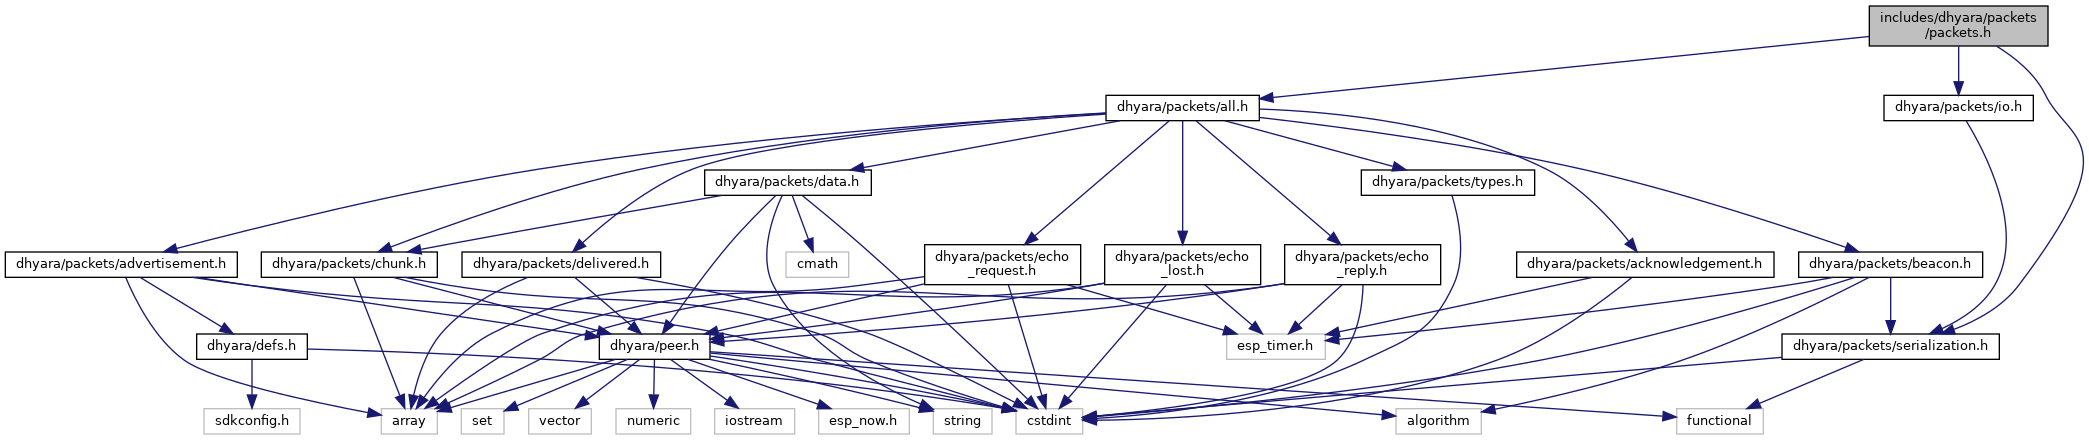 includes/dhyara/packets
/packets.h
dhyara/packets/all.h
dhyara/packets/io.h
dhyara/packets/data.h
dhyara/packets/types.h
dhyara/packets/advertisement.h
dhyara/packets/chunk.h
dhyara/packets/delivered.h
cmath
dhyara/packets/echo
_request.h
dhyara/packets/echo
_lost.h
dhyara/packets/echo
_reply.h
dhyara/packets/acknowledgement.h
dhyara/packets/beacon.h
dhyara/defs.h
dhyara/peer.h
esp_timer.h
dhyara/packets/serialization.h
sdkconfig.h
array
set
vector
numeric
iostream
esp_now.h
string
cstdint
algorithm
functional